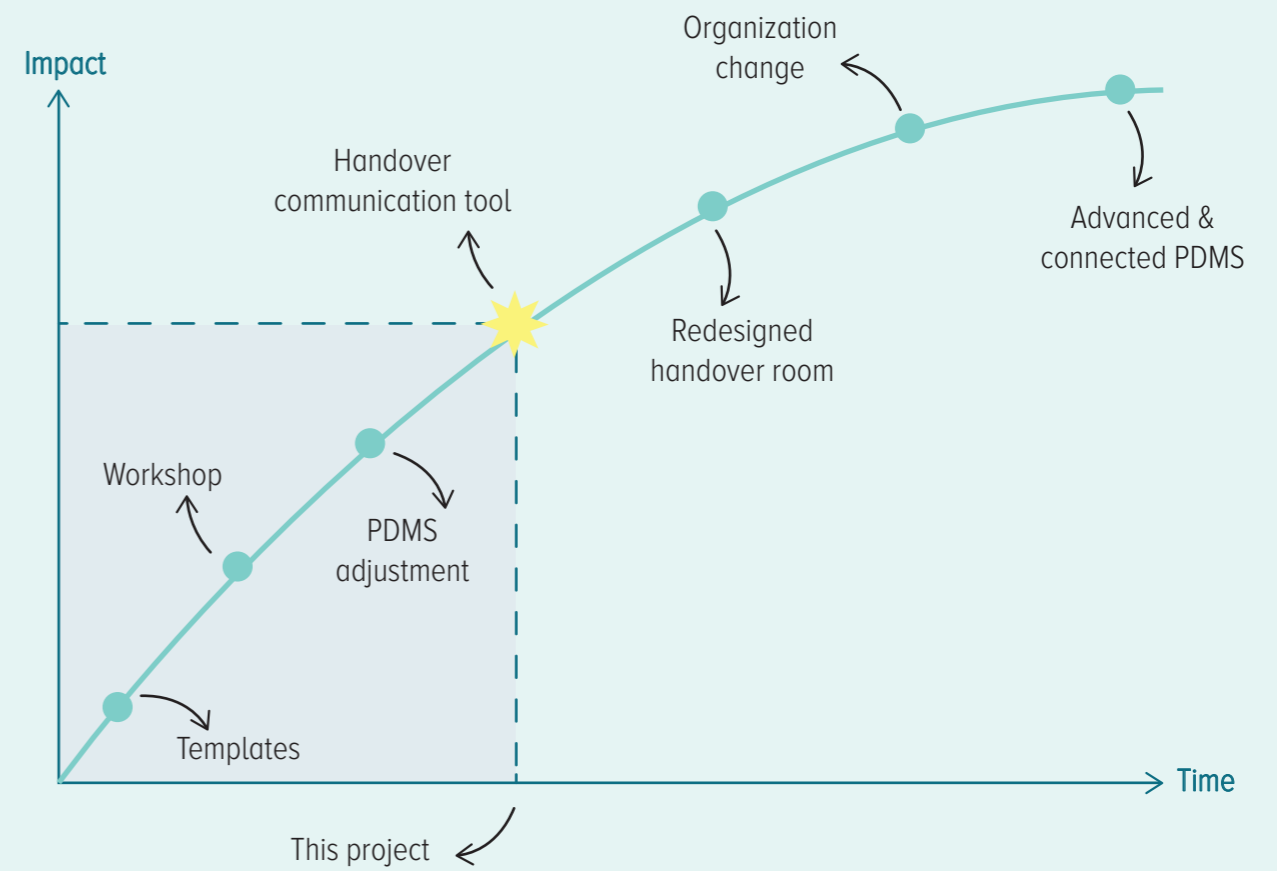 Impact
Organization
change
Handover
communication tool
Advanced &
connected PDMS
Redesigned
handover room
Workshop
PDMS
adjustment
Templates
Time
This project